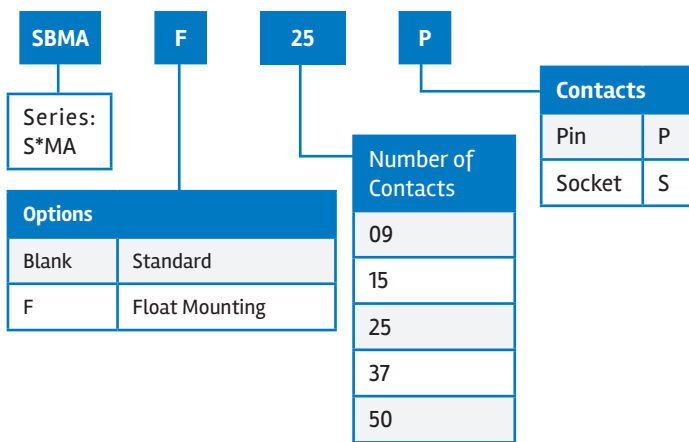 SBMA F 25 P
Series:
S*MA
Contacts
Pin P
Socket S
Number of
Contacts
09
15
25
37
50
Options
Blank Standard
F Float Mounting